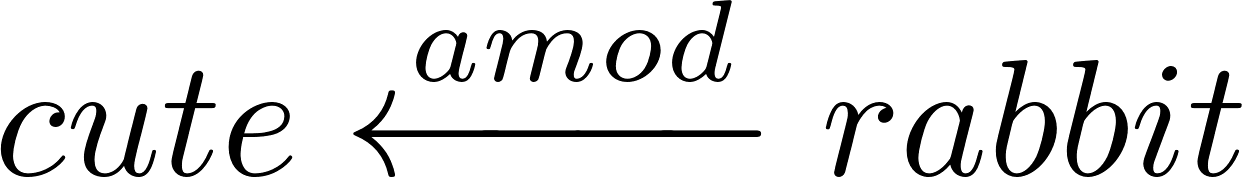 amod
cute ← rabbit